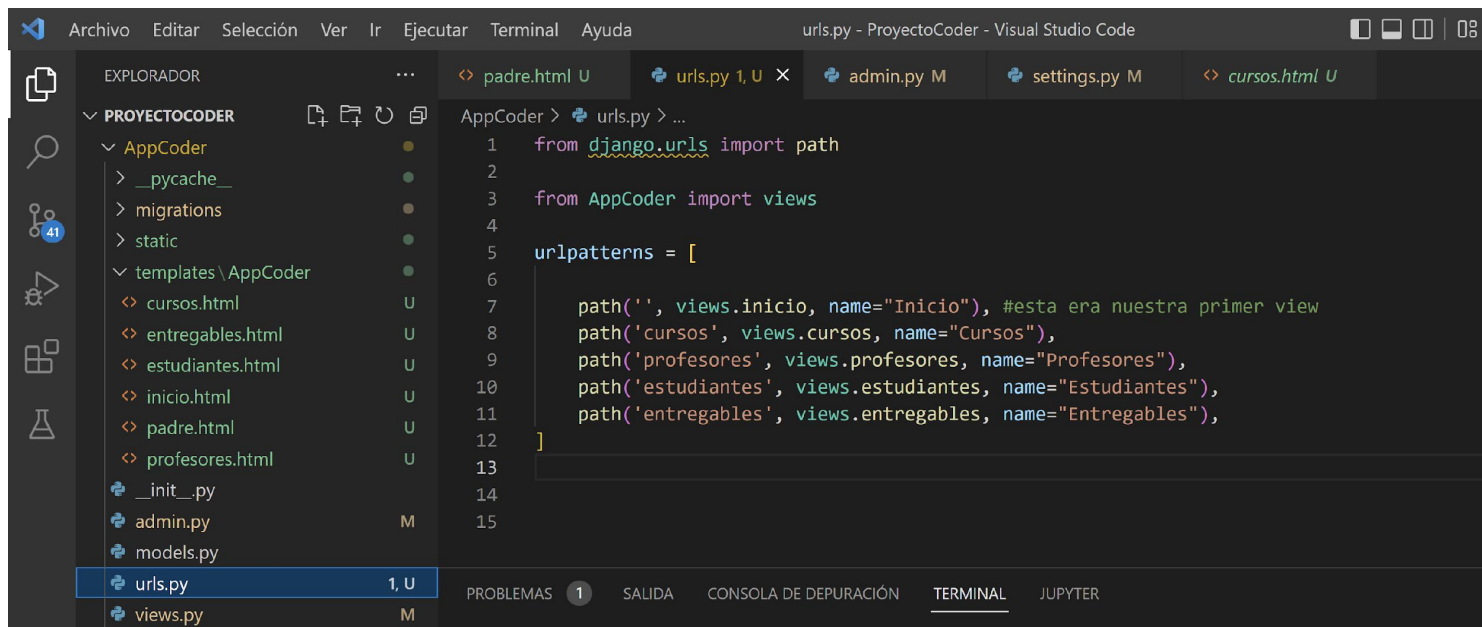 Archivo Editar Selección Ver Ir Ejecutar Terminal Ayuda urls.py - ProyectoCoder - Visual Studio Code
EXPLORADOR ...
PROYECTOCODER
AppCoder
__pycache__
migrations
static
templates\AppCoder
cursos.html U
entregables.html U
estudiantes.html U
inicio.html U
padre.html U
profesores.html U
__init__.py
admin.py M
models.py
urls.py 1, U
views.py M
41
padre.html U urls.py 1, U admin.py M settings.py M cursos.html U
AppCoder > urls.py > ...
1 from django.urls import path
2
3 from AppCoder import views
4
5 urlpatterns = [
6
7 path('', views.inicio, name="Inicio"), #esta era nuestra primer view
8 path('cursos', views.cursos, name="Cursos"),
9 path('profesores', views.profesores, name="Profesores"),
10 path('estudiantes', views.estudiantes, name="Estudiantes"),
11 path('entregables', views.entregables, name="Entregables"),
12 ]
13
14
15
PROBLEMAS 1 SALIDA CONSOLA DE DEPURACIÓN TERMINAL JUPYTER